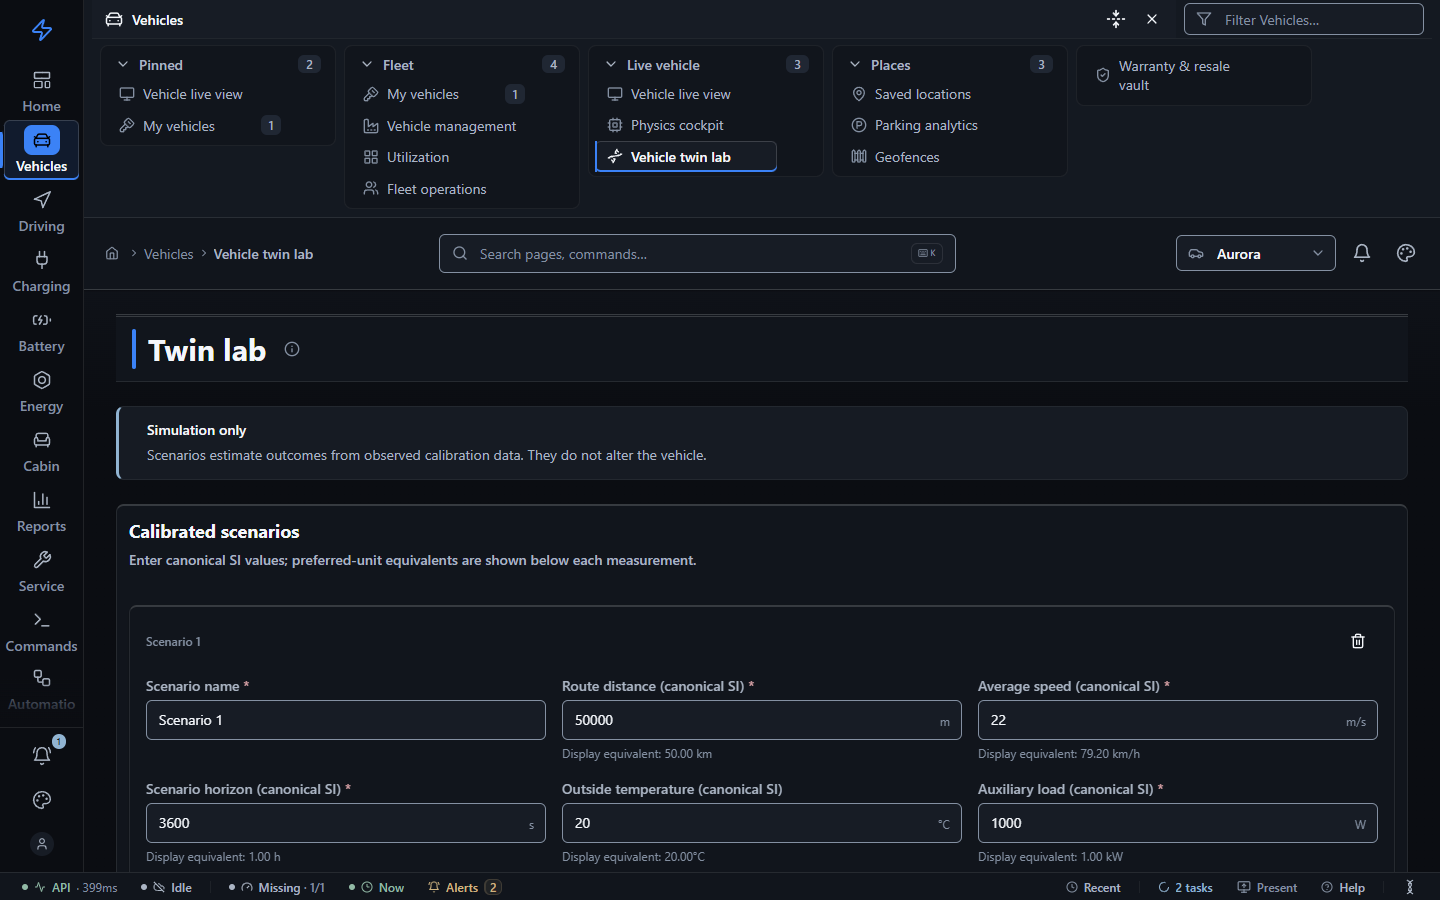 Vehicles
Filter Vehicles...
Pinned 2
Vehicle live view
My vehicles 1
Fleet 4
My vehicles 1
Vehicle management
Utilization
Fleet operations
Live vehicle 3
Vehicle live view
Physics cockpit
Vehicle twin lab
Places 3
Saved locations
Parking analytics
Geofences
Warranty & resale
vault
Home
Vehicles
Driving
Charging
Battery
Energy
Cabin
Reports
Service
Commands
Automatio
1
Vehicles > Vehicle twin lab
Search pages, commands... K
Aurora
Twin lab
Simulation only
Scenarios estimate outcomes from observed calibration data. They do not alter the vehicle.
Calibrated scenarios
Enter canonical SI values; preferred-unit equivalents are shown below each measurement.
Scenario 1
Scenario name *
Scenario 1
Route distance (canonical SI) *
50000 m
Display equivalent: 50.00 km
Average speed (canonical SI) *
22 m/s
Display equivalent: 79.20 km/h
Scenario horizon (canonical SI) *
3600 s
Display equivalent: 1.00 h
Outside temperature (canonical SI)
20 °C
Display equivalent: 20.00°C
Auxiliary load (canonical SI) *
1000 W
Display equivalent: 1.00 kW
API · 399ms
Idle
Missing · 1/1
Now
Alerts 2
Recent
2 tasks
Present
Help